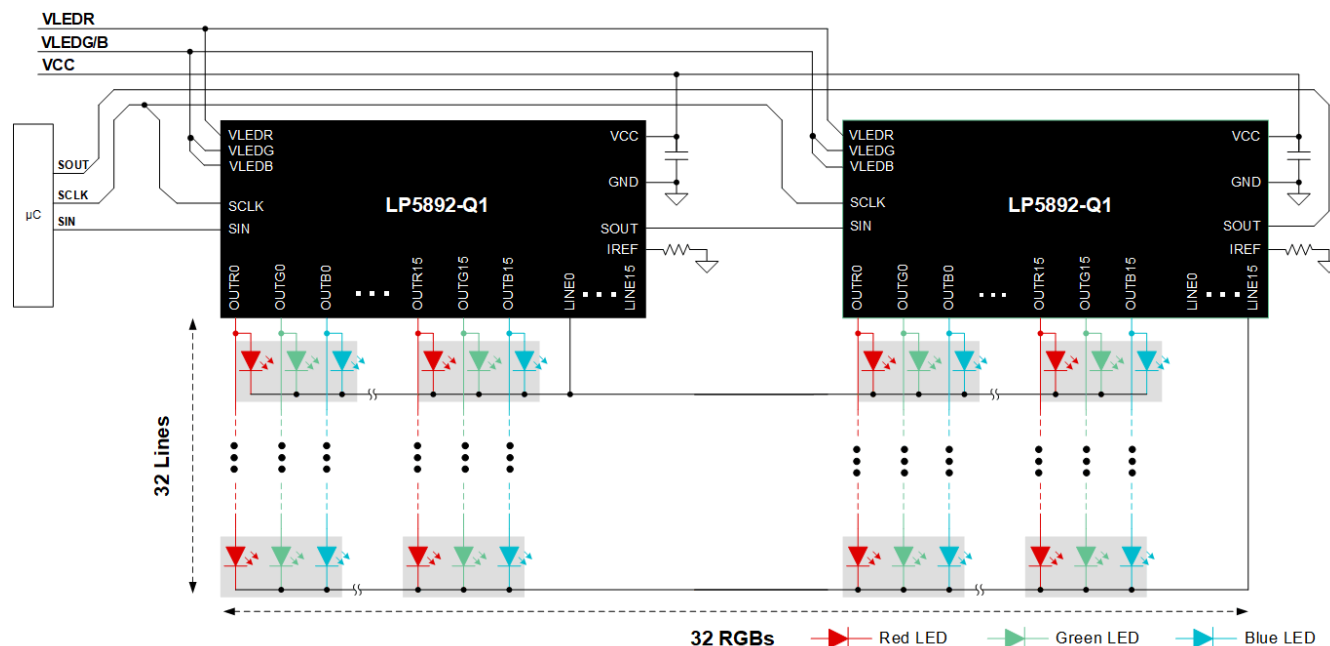 VLEDR
VLEDG/B
VCC
µC
SOUT
SCLK
SIN
VLEDR
VLEDG
VLEDB
SCLK
SIN
LP5892-Q1
VCC
GND
SOUT
IREF
OUTR0
OUTG0
OUTB0
OUTR15
OUTG15
OUTB15
LINE0
LINE15
VLEDR
VLEDG
VLEDB
SCLK
SIN
LP5892-Q1
VCC
GND
SOUT
IREF
OUTR0
OUTG0
OUTB0
OUTR15
OUTG15
OUTB15
LINE0
LINE15
32 Lines
32 RGBs
Red LED
Green LED
Blue LED